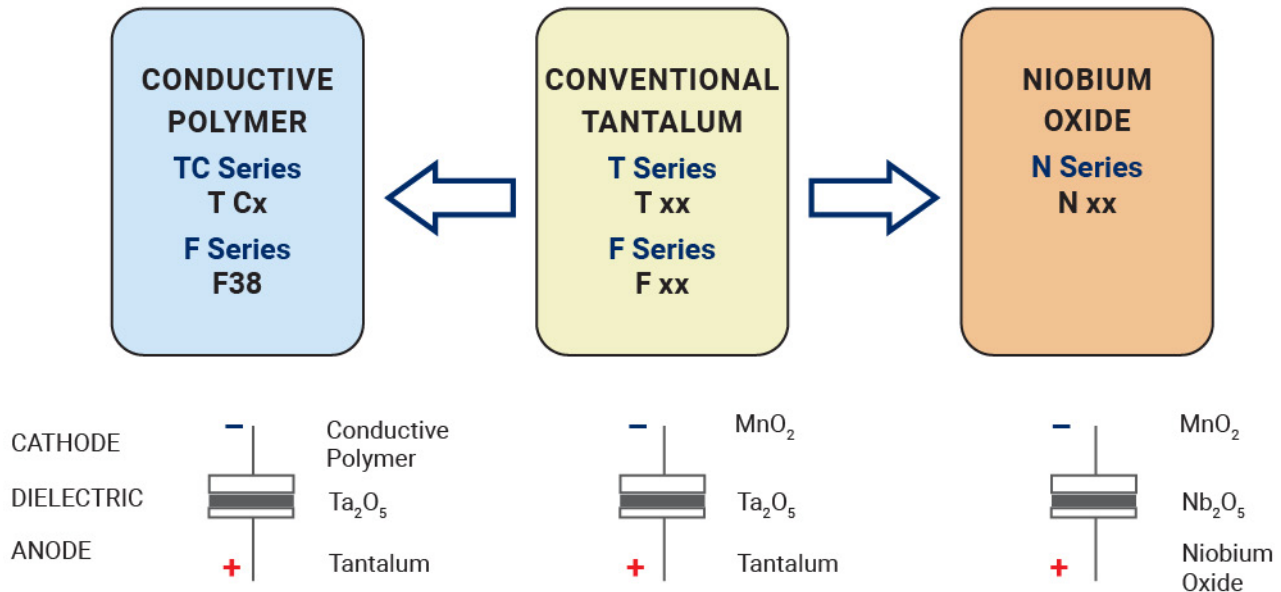 CONDUCTIVE
POLYMER
TC Series
T Cx
F Series
F38
CONVENTIONAL
TANTALUM
T Series
T xx
F Series
F xx
NIOBIUM
OXIDE
N Series
N xx
CATHODE
DIELECTRIC
ANODE
−
Conductive
Polymer
Ta₂O₅
+
Tantalum
−
MnO₂
Ta₂O₅
+
Tantalum
−
MnO₂
Nb₂O₅
+
Niobium
Oxide